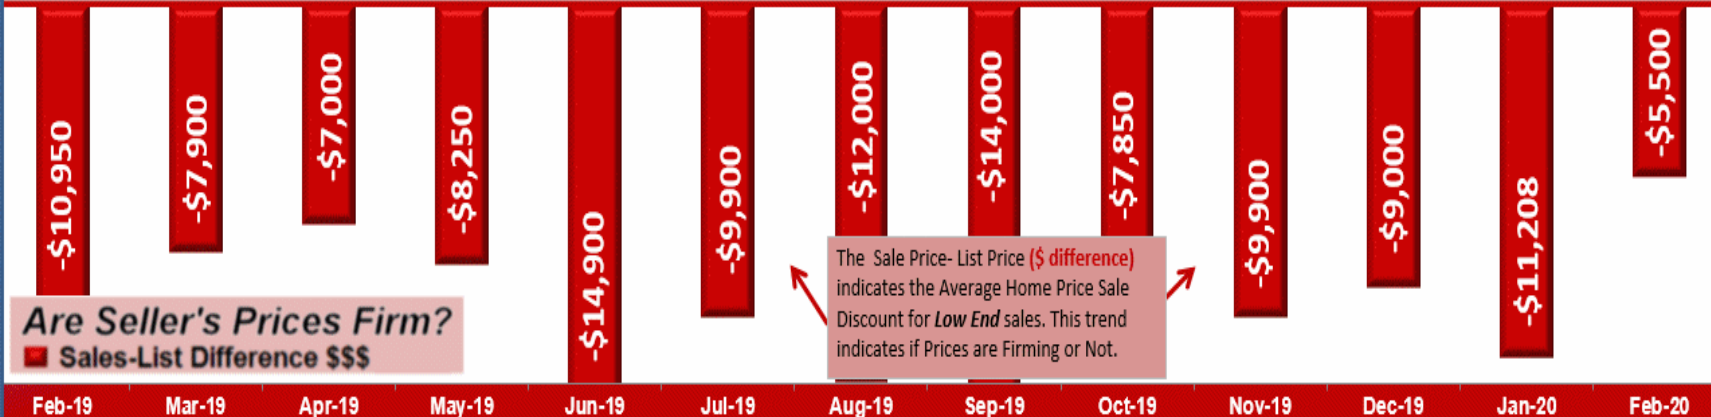 -$10,950
-$7,900
-$7,000
-$8,250
-$14,900
-$9,900
-$12,000
-$14,000
-$7,850
-$9,900
-$9,000
-$11,208
-$5,500
The Sale Price- List Price ($ difference)
indicates the Average Home Price Sale
Discount for Low End sales. This trend
indicates if Prices are Firming or Not.
Are Seller's Prices Firm?
Sales-List Difference $$$
Feb-19 Mar-19 Apr-19 May-19 Jun-19 Jul-19 Aug-19 Sep-19 Oct-19 Nov-19 Dec-19 Jan-20 Feb-20